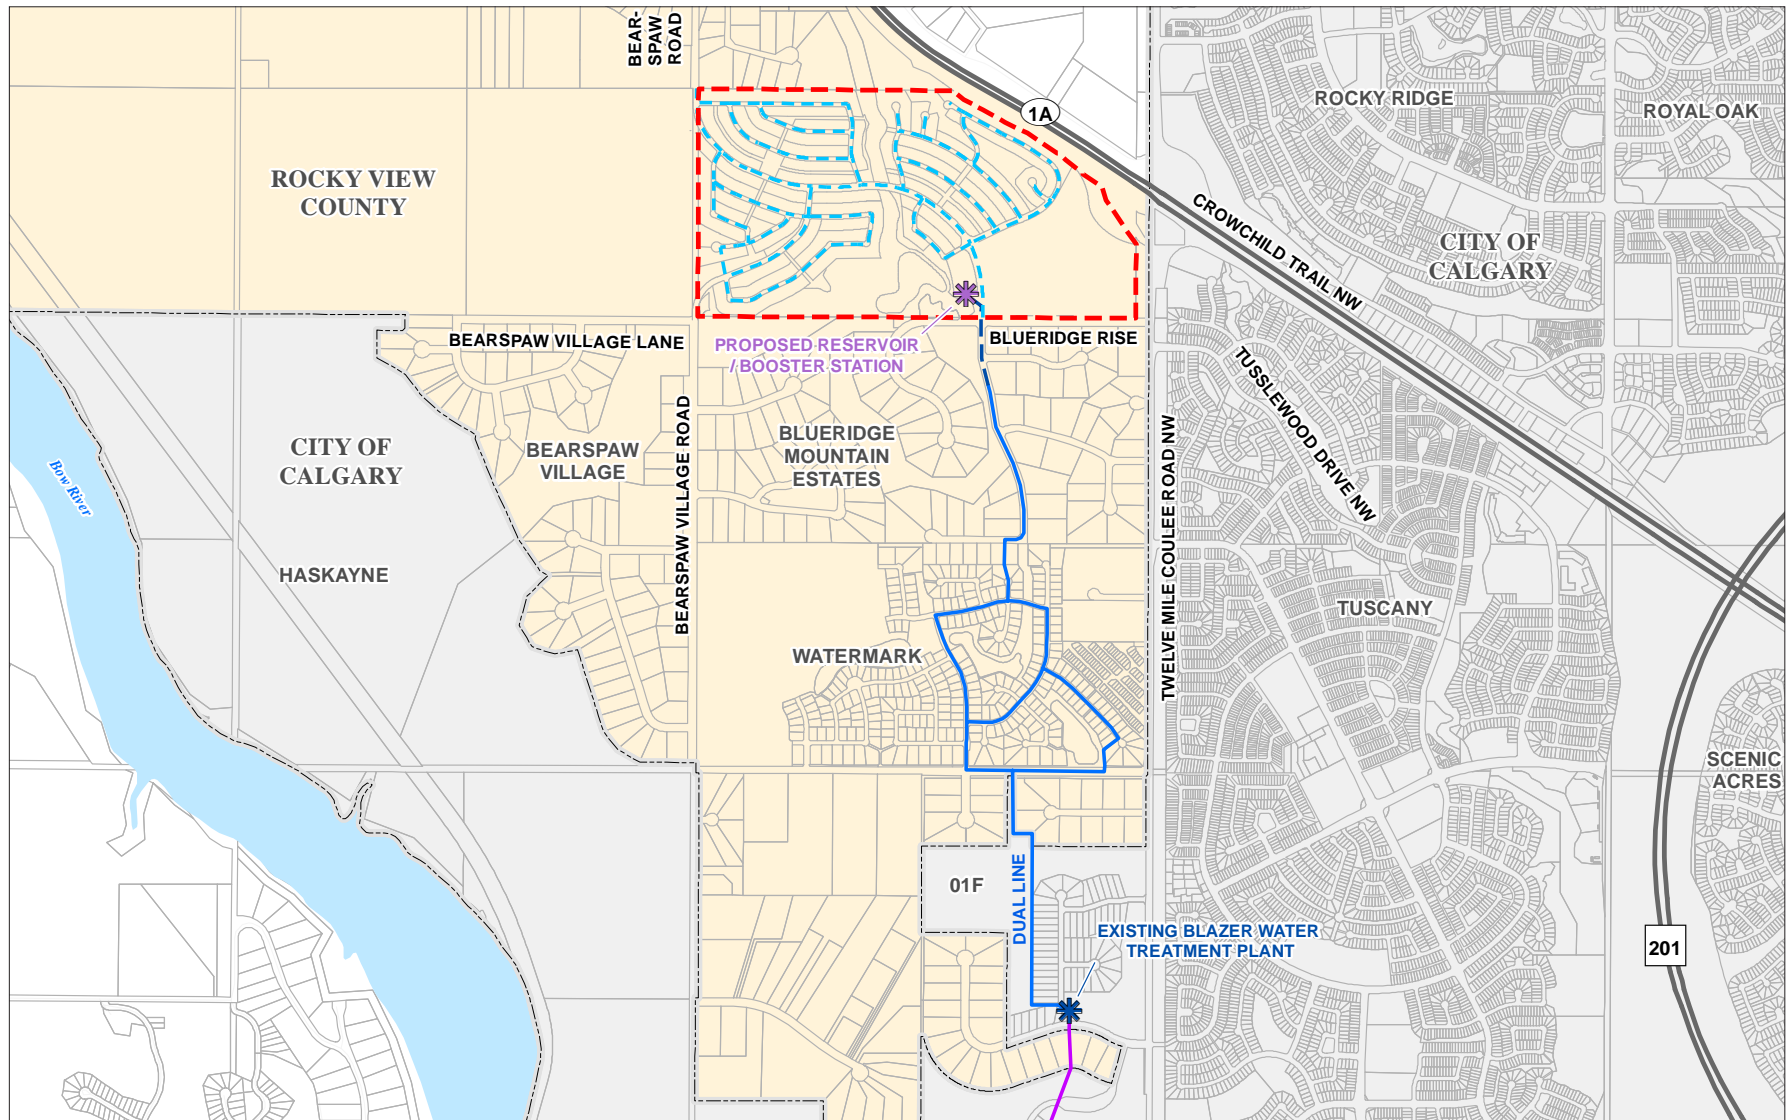 BEAR-
SPAW
ROAD
1A
ROCKY RIDGE
ROYAL OAK
ROCKY VIEW
COUNTY
CROWCHILD TRAIL NW
CITY OF
CALGARY
BEARSPAW VILLAGE LANE
PROPOSED RESERVOIR
/ BOOSTER STATION
BLUERIDGE RISE
TUSSLEWOOD DRIVE NW
BEARSPAW VILLAGE ROAD
TWELVE MILE COULEE ROAD NW
CITY OF
CALGARY
BEARSPAW
VILLAGE
BLUERIDGE
MOUNTAIN
ESTATES
Bow River
HASKAYNE
TUSCANY
WATERMARK
SCENIC
ACRES
01F
DUAL LINE
EXISTING BLAZER WATER
TREATMENT PLANT
201